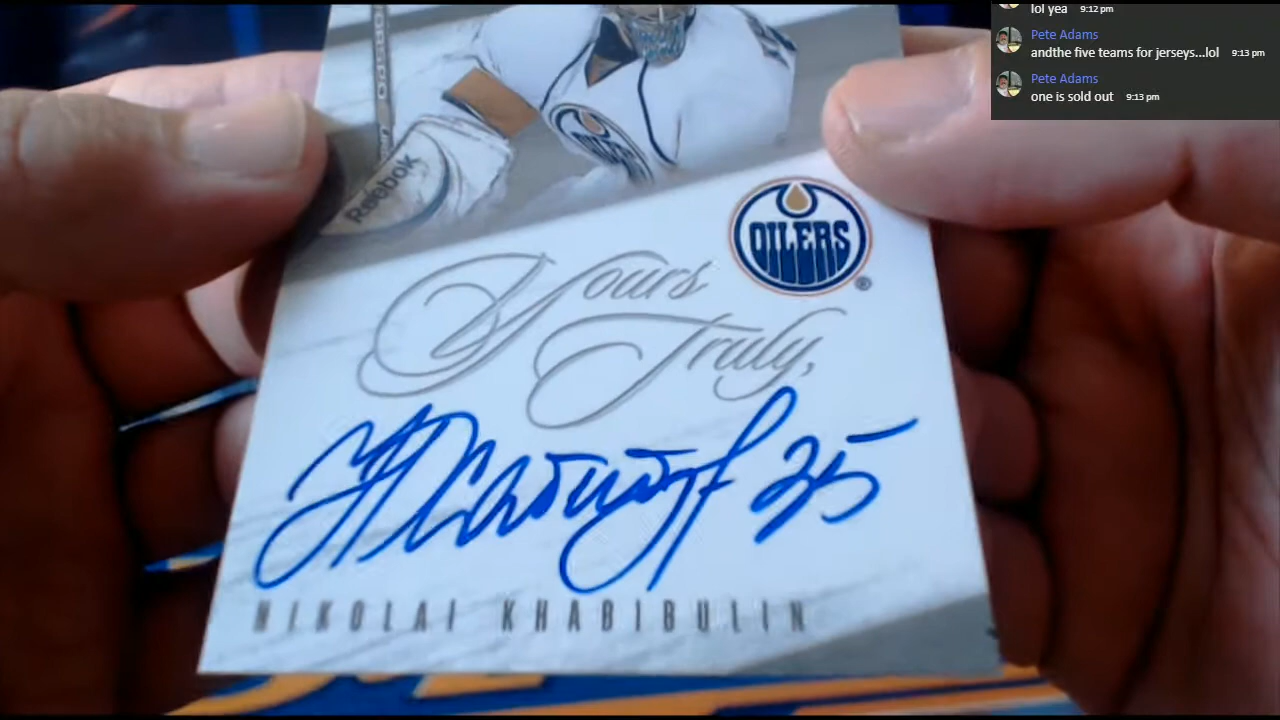 lol yea 9:12 pm
Pete Adams
andthe five teams for jerseys...lol 9:13 pm
Pete Adams
one is sold out 9:13 pm
Reebok
OILERS
OILERS
®
Yours
Truly,
35
NIKOLAI KHABIBULIN